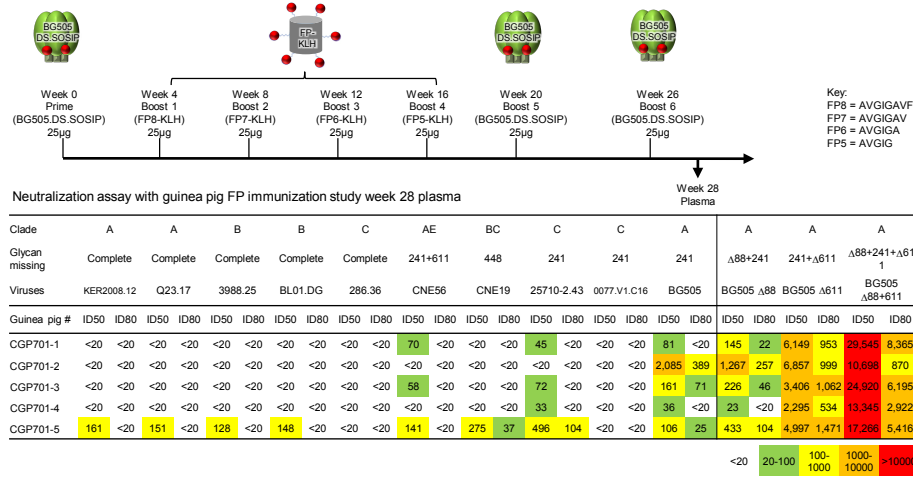 BG505
DS.SOSIP
FP-
KLH
BG505
DS.SOSIP
BG505
DS.SOSIP
Week 0
Prime
(BG505.DS.SOSIP)
25µg
Week 4
Boost 1
(FP8-KLH)
25µg
Week 8
Boost 2
(FP7-KLH)
25µg
Week 12
Boost 3
(FP6-KLH)
25µg
Week 16
Boost 4
(FP5-KLH)
25µg
Week 20
Boost 5
(BG505.DS.SOSIP)
25µg
Week 26
Boost 6
(BG505.DS.SOSIP)
25µg
Key:
FP8 = AVGIGAVF
FP7 = AVGIGAV
FP6 = AVGIGA
FP5 = AVGIG
Week 28
Plasma
Neutralization assay with guinea pig FP immunization study week 28 plasma
Clade A A B B C AE BC C C A A A A
Glycan missing Complete Complete Complete Complete Complete 241+611 448 241 241 241 Δ88+241 241+Δ611 Δ88+241+Δ611
Viruses KER2008.12 Q23.17 3988.25 BL01.DG 286.36 CNE56 CNE19 25710-2.43 0077.V1.C16 BG505 BG505 Δ88 BG505 Δ611 BG505 Δ88+611
Guinea pig # ID50 ID80 ID50 ID80 ID50 ID80 ID50 ID80 ID50 ID80 ID50 ID80 ID50 ID80 ID50 ID80 ID50 ID80 ID50 ID80 ID50 ID80 ID50 ID80 ID50 ID80
CGP701-1 <20 <20 <20 <20 <20 <20 <20 <20 <20 <20 70 <20 <20 <20 45 <20 <20 <20 81 <20 145 22 6,149 953 29,545 8,365
CGP701-2 <20 <20 <20 <20 <20 <20 <20 <20 <20 <20 <20 <20 <20 <20 <20 <20 <20 <20 2,085 389 1,267 257 6,857 999 10,698 870
CGP701-3 <20 <20 <20 <20 <20 <20 <20 <20 <20 <20 58 <20 <20 <20 72 <20 <20 <20 161 71 226 46 3,406 1,062 24,920 6,195
CGP701-4 <20 <20 <20 <20 <20 <20 <20 <20 <20 <20 <20 <20 <20 <20 33 <20 <20 <20 36 <20 23 <20 2,295 534 13,345 2,922
CGP701-5 161 <20 151 <20 128 <20 148 <20 <20 <20 141 <20 275 37 496 104 <20 <20 106 25 433 104 4,997 1,471 17,266 5,416
<20 20-100 100-1000 1000-10000 >10000